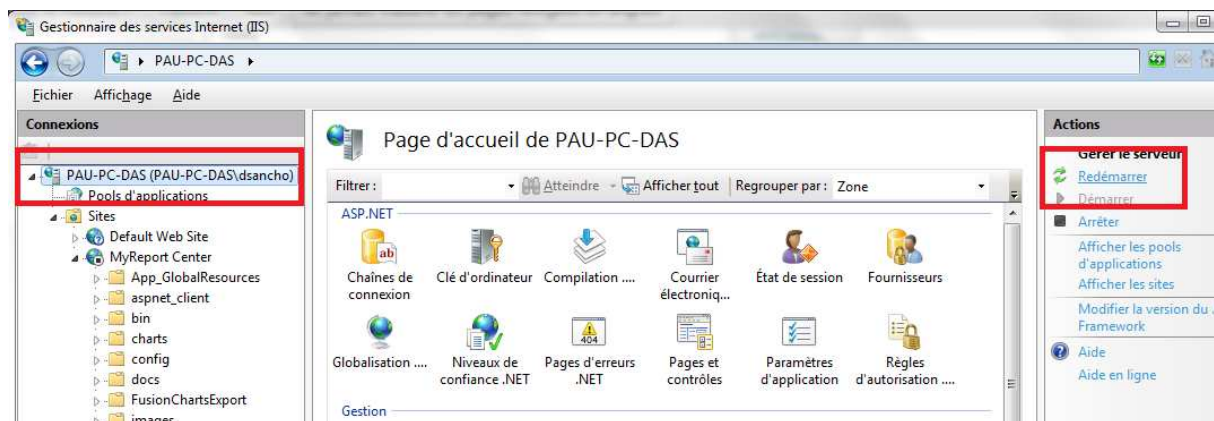 Gestionnaire des services Internet (IIS)
PAU-PC-DAS
Fichier Affichage Aide
Connexions
PAU-PC-DAS (PAU-PC-DAS\dsancho)
Pools d'applications
Sites
Default Web Site
MyReport Center
App_GlobalResources
aspnet_client
bin
charts
config
docs
FusionChartsExport
images
Page d'accueil de PAU-PC-DAS
Filtrer : Atteindre Afficher tout Regrouper par : Zone
ASP.NET
ab
Chaînes de connexion
Clé d'ordinateur
Compilation ....
Courrier électroniq...
État de session
Fournisseurs
404
Globalisation ....
Niveaux de confiance .NET
Pages d'erreurs .NET
Pages et contrôles
Paramètres d'application
Règles d'autorisation ....
Gestion
Actions
Gérer le serveur
Redémarrer
Démarrer
Arrêter
Afficher les pools
d'applications
Afficher les sites
Modifier la version du
Framework
Aide
Aide en ligne